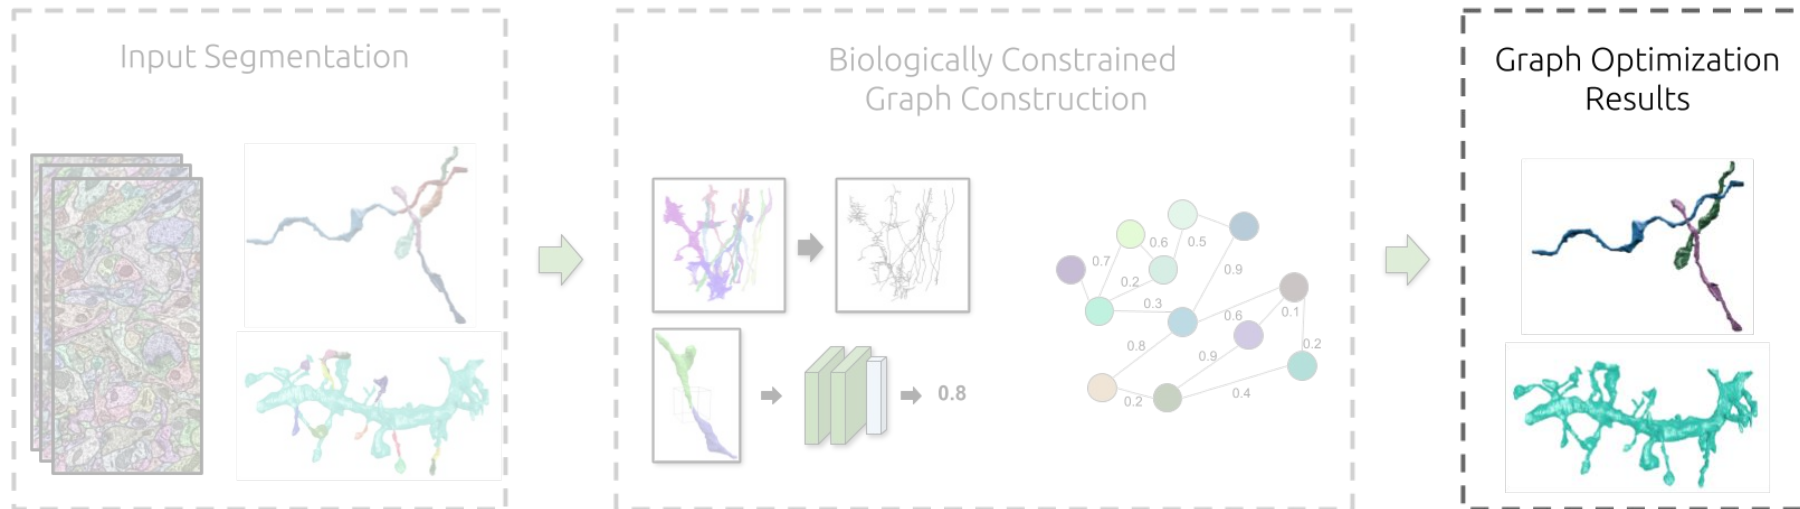 Input Segmentation
Biologically Constrained
Graph Construction
Graph Optimization
Results
0.6
0.5
0.7
0.9
0.2
0.3
0.6
0.1
0.8
0.2
0.9
0.8
0.4
0.2